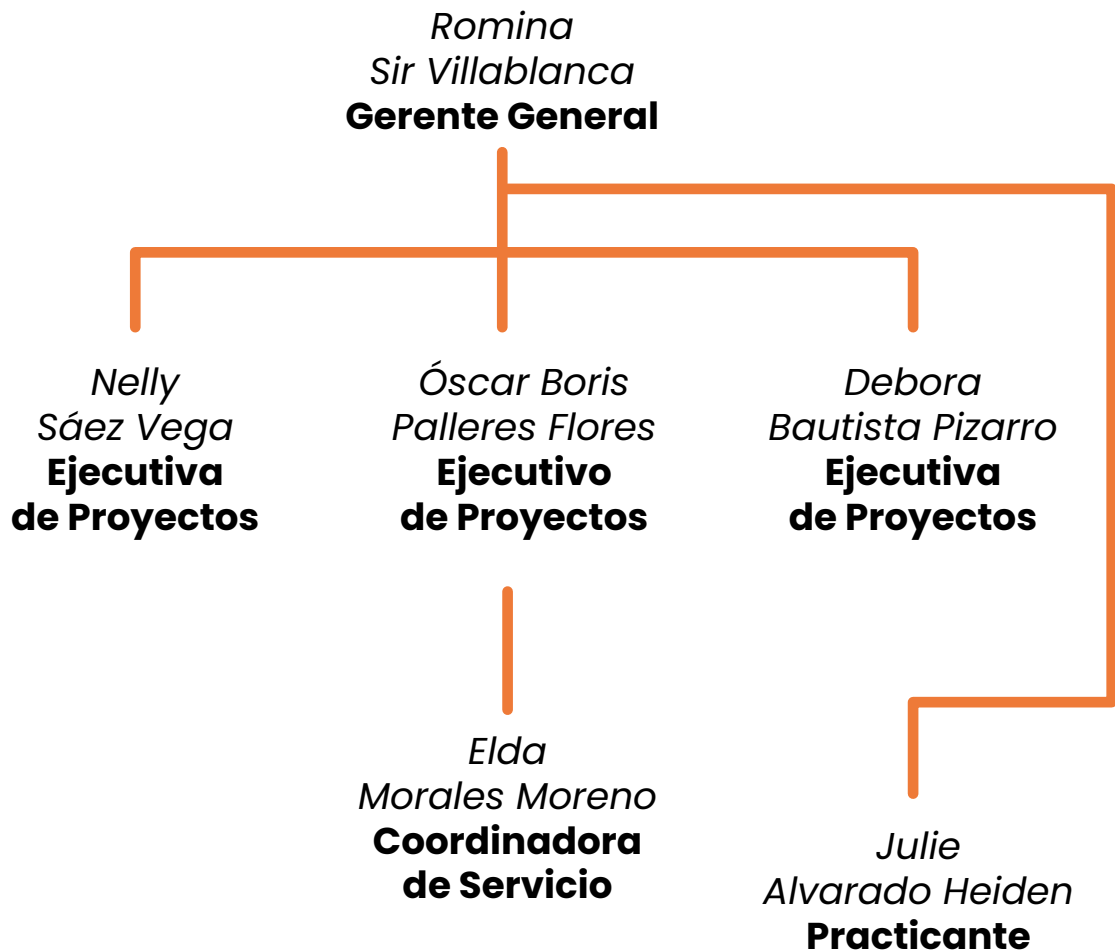 Romina
Sir Villablanca
Gerente General
Nelly
Sáez Vega
Ejecutiva
de Proyectos
Óscar Boris
Palleres Flores
Ejecutivo
de Proyectos
Debora
Bautista Pizarro
Ejecutiva
de Proyectos
Elda
Morales Moreno
Coordinadora
de Servicio
Julie
Alvarado Heiden
Practicante